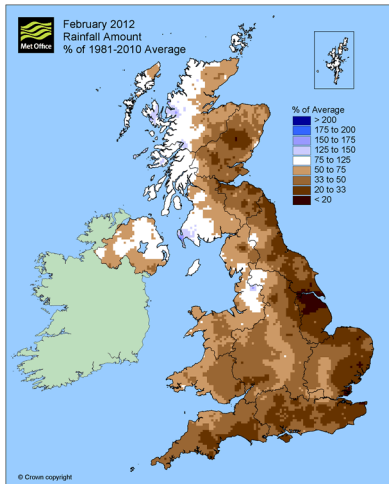 Met Office
February 2012
Rainfall Amount
% of 1981-2010 Average
% of Average
> 200
175 to 200
150 to 175
125 to 150
75 to 125
50 to 75
33 to 50
20 to 33
< 20
© Crown copyright